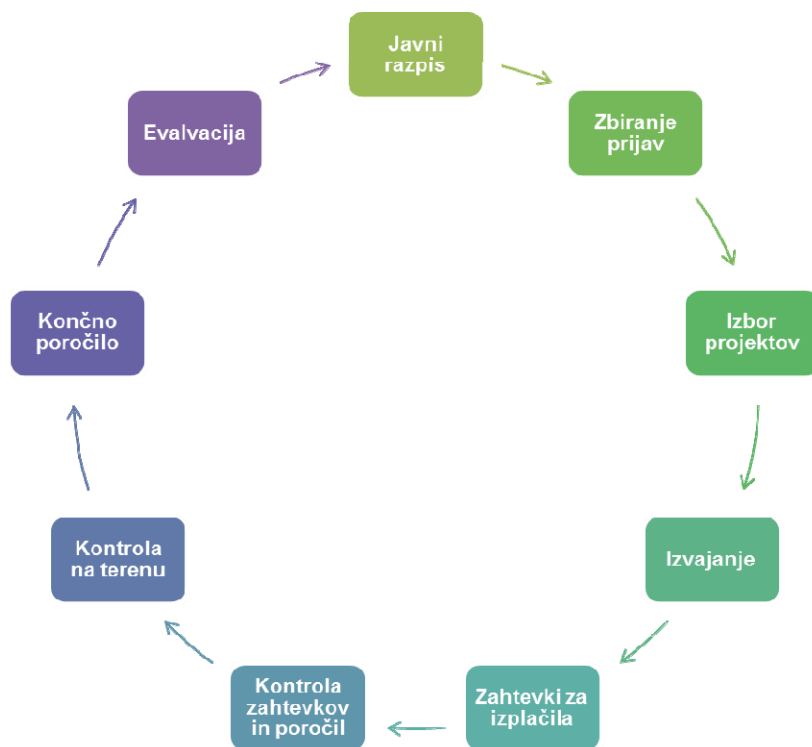 Javni
razpis
Zbiranje
prijav
Izbor
projektov
Izvajanje
Zahtevki za
izplačila
Kontrola
zahtevkov
in poročil
Kontrola
na terenu
Končno
poročilo
Evalvacija